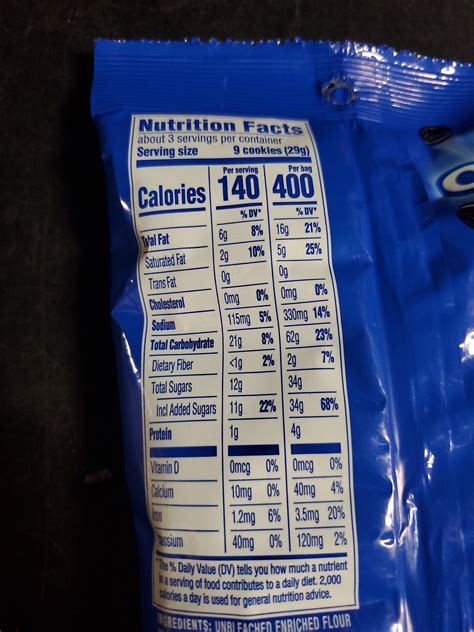 Nutrition Facts
about 3 servings per container
Serving size 9 cookies (29g)
Per serving Per bag
Calories 140 400
% DV* % DV*
Total Fat 6g 8% 16g 21%
Saturated Fat 2g 10% 5g 25%
Trans Fat 0g 0g
Cholesterol 0mg 0% 0mg 0%
Sodium 115mg 5% 330mg 14%
Total Carbohydrate 21g 8% 62g 23%
Dietary Fiber <1g 2% 2g 7%
Total Sugars 12g 34g
Incl Added Sugars 11g 22% 34g 68%
Protein 1g 4g
Vitamin D 0mcg 0% 0mcg 0%
Calcium 10mg 0% 40mg 4%
Iron 1.2mg 6% 3.5mg 20%
assium 40mg 0% 120mg 2%
*The % Daily Value (DV) tells you how much a nutrient
in a serving of food contributes to a daily diet. 2,000
calories a day is used for general nutrition advice.
INGREDIENTS: UNBLEACHED ENRICHED FLOUR